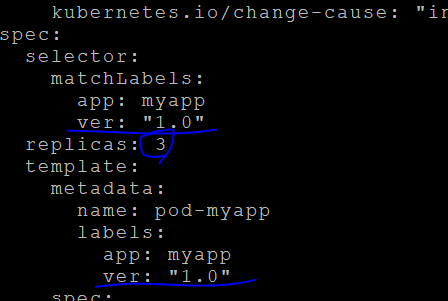 kubernetes.io/change-cause: "in
spec:
selector:
matchLabels:
app: myapp
ver: "1.0"
replicas: 3
template:
metadata:
name: pod-myapp
labels:
app: myapp
ver: "1.0"
spec: